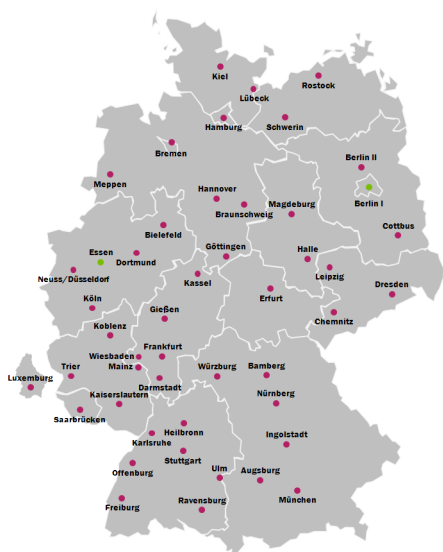 Kiel
Rostock
Lübeck
Hamburg
Schwerin
Bremen
Berlin II
Meppen
Hannover
Magdeburg
Berlin I
Braunschweig
Bielefeld
Cottbus
Essen
Göttingen
Halle
Dortmund
Leipzig
Neuss/Düsseldorf
Kassel
Erfurt
Dresden
Köln
Gießen
Chemnitz
Koblenz
Wiesbaden
Frankfurt
Mainz
Trier
Würzburg
Bamberg
Luxemburg
Darmstadt
Kaiserslautern
Nürnberg
Saarbrücken
Heilbronn
Karlsruhe
Ingolstadt
Stuttgart
Offenburg
Ulm
Augsburg
München
Freiburg
Ravensburg